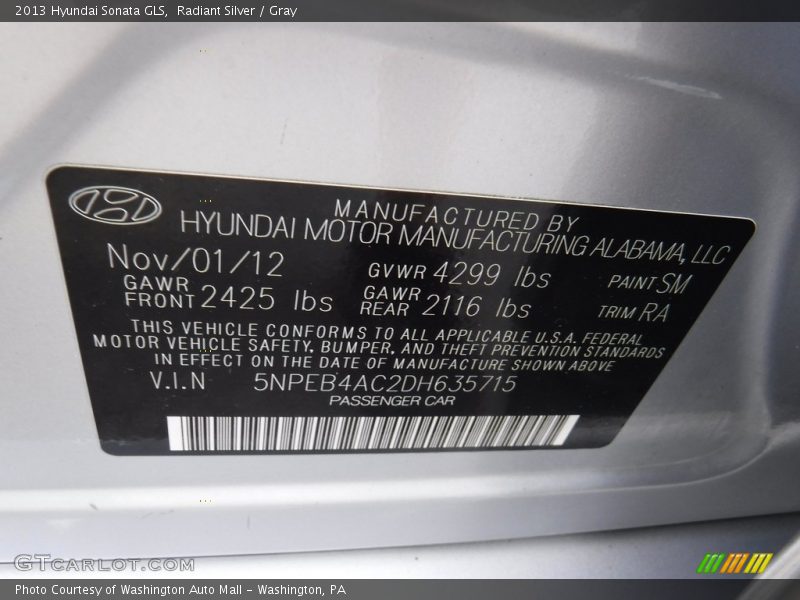 2013 Hyundai Sonata GLS, Radiant Silver / Gray
MANUFACTURED BY
HYUNDAI MOTOR MANUFACTURING ALABAMA, LLC
Nov/01/12 GVWR 4299 lbs PAINT SM
GAWR FRONT 2425 lbs GAWR REAR 2116 lbs TRIM RA
THIS VEHICLE CONFORMS TO ALL APPLICABLE U.S.A. FEDERAL
MOTOR VEHICLE SAFETY, BUMPER, AND THEFT PREVENTION STANDARDS
IN EFFECT ON THE DATE OF MANUFACTURE SHOWN ABOVE
V.I.N 5NPEB4AC2DH635715
PASSENGER CAR
GTCARLOT.COM
Photo Courtesy of Washington Auto Mall - Washington, PA